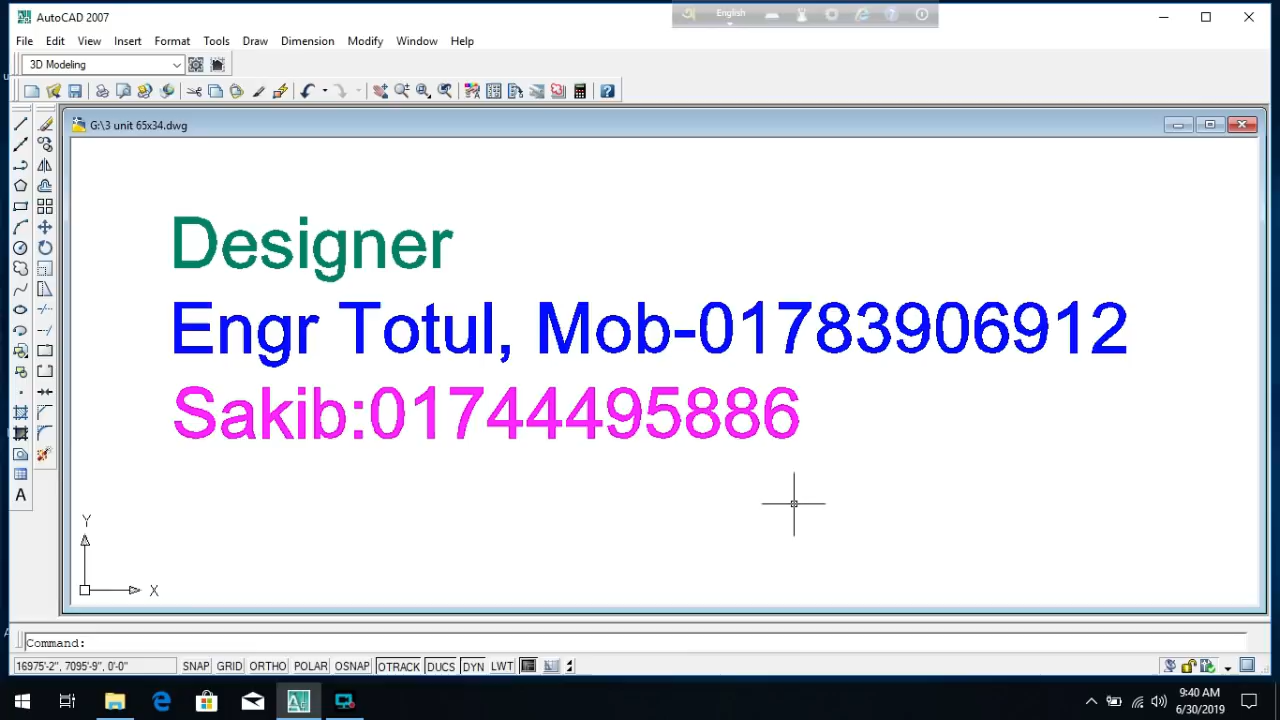 AutoCAD 2007
English
File Edit View Insert Format Tools Draw Dimension Modify Window Help
3D Modeling
G:\3 unit 65x34.dwg
Designer
Engr Totul, Mob-01783906912
Sakib:01744495886
Y
X
Command:
16975'-2", 7095'-9", 0'-0" SNAP GRID ORTHO POLAR OSNAP OTRACK DUCS DYN LWT
9:40 AM
6/30/2019